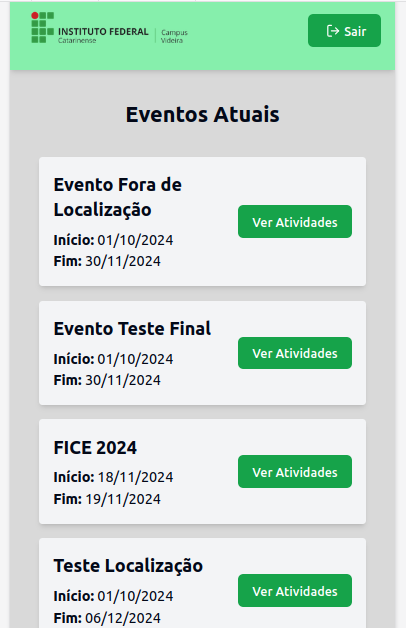 INSTITUTO FEDERAL
Catarinense
Campus
Videira
Sair
Eventos Atuais
Evento Fora de
Localização
Início: 01/10/2024
Fim: 30/11/2024
Ver Atividades
Evento Teste Final
Início: 01/10/2024
Fim: 30/11/2024
Ver Atividades
FICE 2024
Início: 18/11/2024
Fim: 19/11/2024
Ver Atividades
Teste Localização
Início: 01/10/2024
Fim: 06/12/2024
Ver Atividades